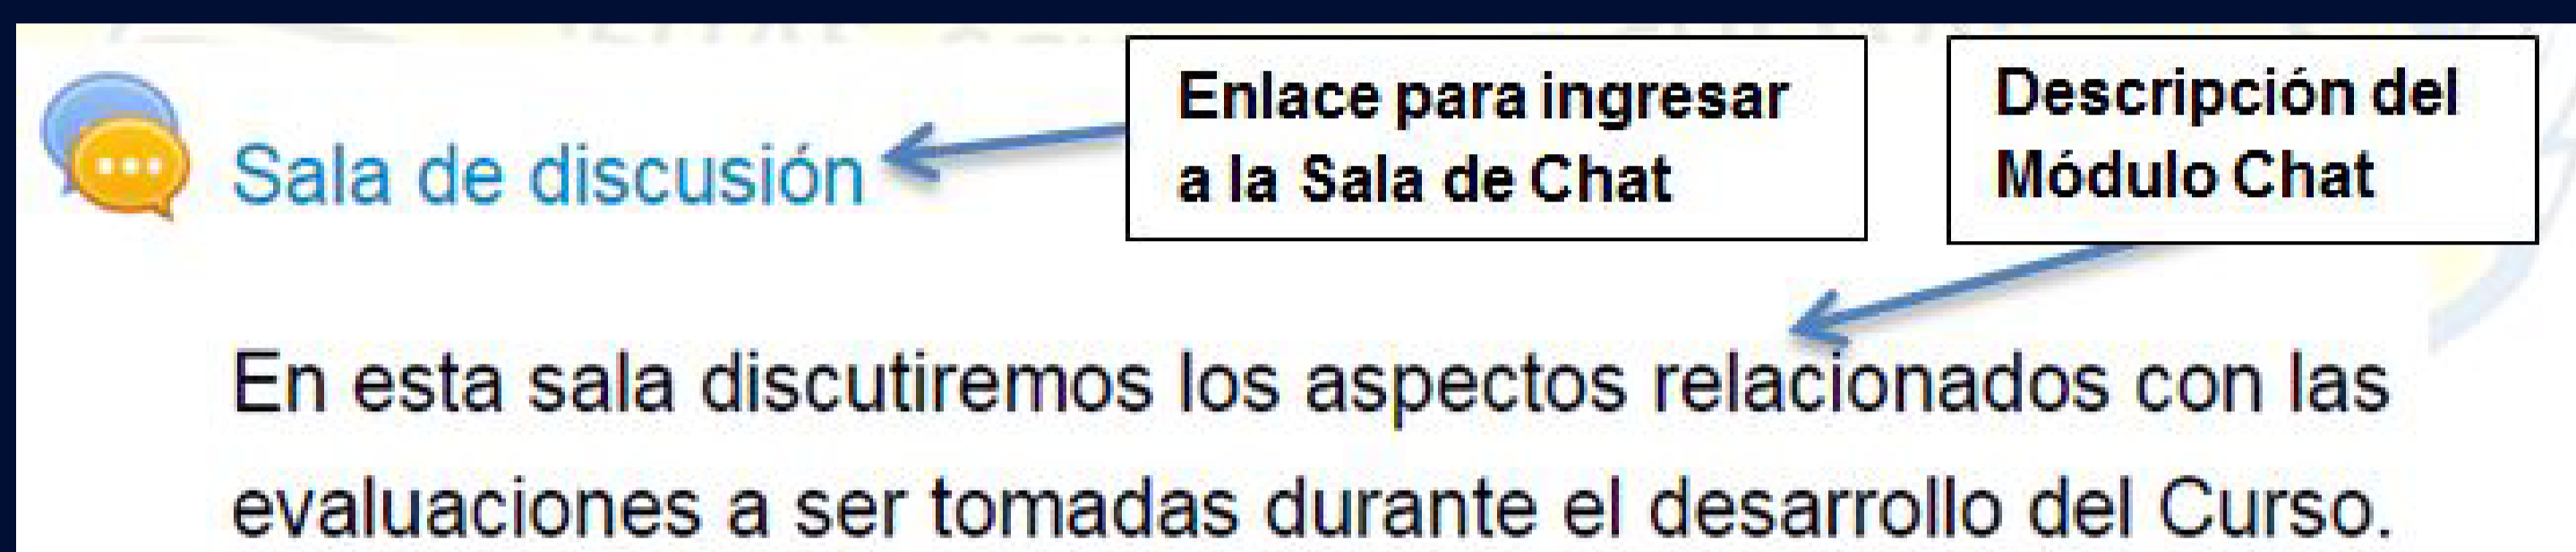 Enlace para ingresar
a la Sala de Chat
Descripción del
Módulo Chat
Sala de discusión
En esta sala discutiremos los aspectos relacionados con las
evaluaciones a ser tomadas durante el desarrollo del Curso.